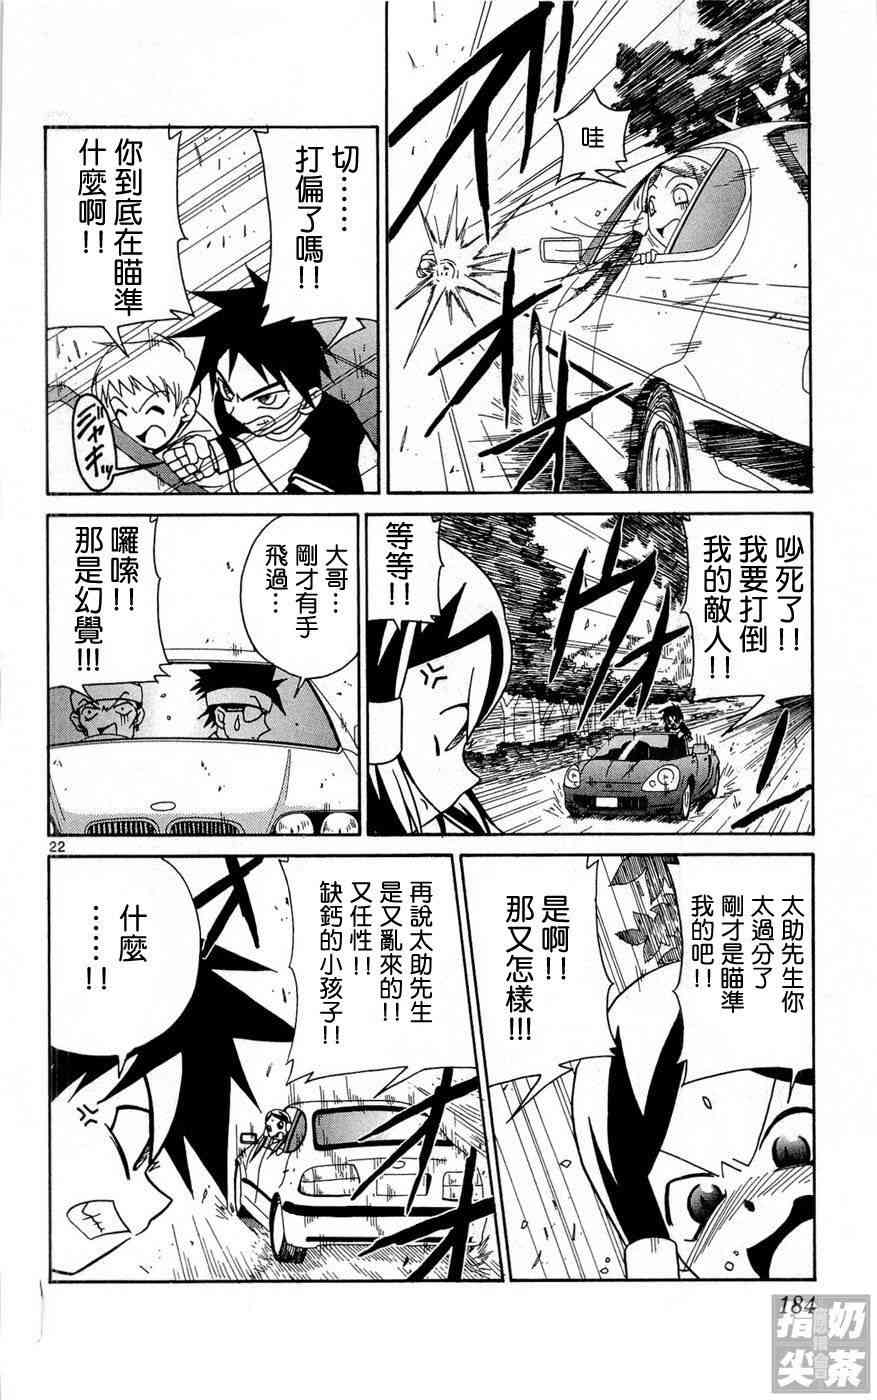 哇
切……
打偏了嗎!!
你到底在瞄準
什麼啊!!
ジャキッ
吵死了!!
我要打倒
我的敵人!!
等等!!
大哥…
剛才有手
飛過…
囉嗦!!
那是幻覺!!!
22
太助先生你
太過分了
剛才是瞄準
我的吧!!
是啊!!
那又怎樣!!!
再說太助先生
是又亂來的!!
又任性!!
缺鈣的小孩子!!
什麼
……!!
184
指奶
尖茶